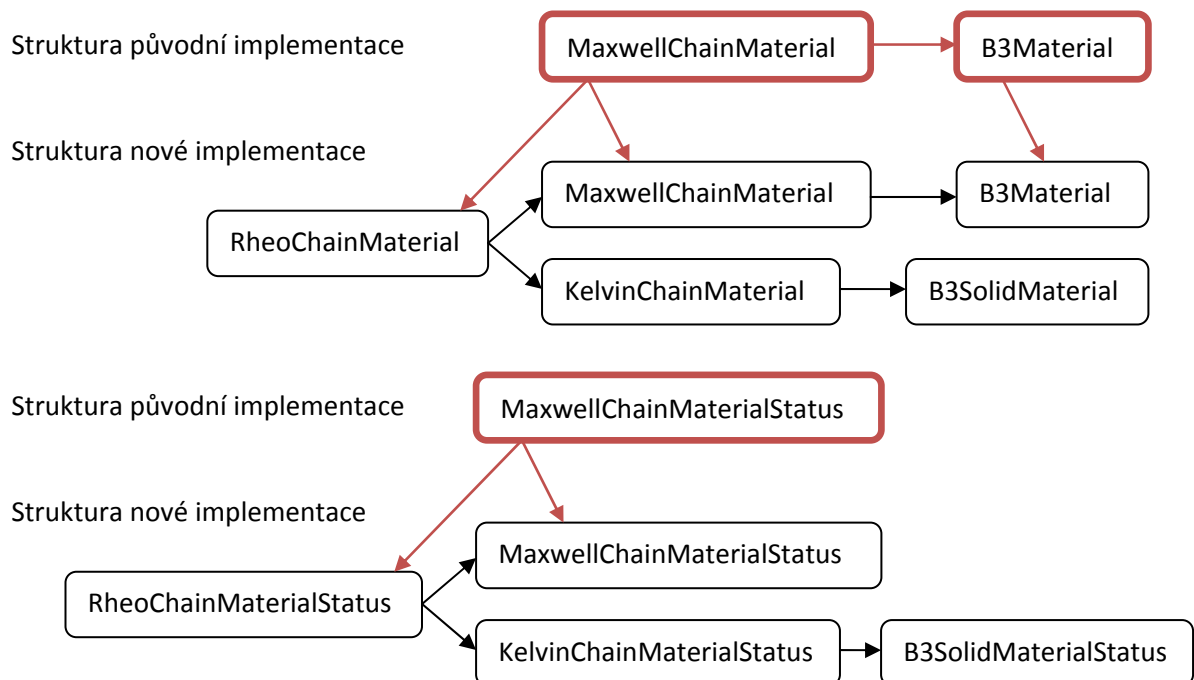 Struktura původní implementace
MaxwellChainMaterial
B3Material
Struktura nové implementace
MaxwellChainMaterial
B3Material
RheoChainMaterial
KelvinChainMaterial
B3SolidMaterial
Struktura původní implementace
MaxwellChainMaterialStatus
Struktura nové implementace
MaxwellChainMaterialStatus
RheoChainMaterialStatus
KelvinChainMaterialStatus
B3SolidMaterialStatus